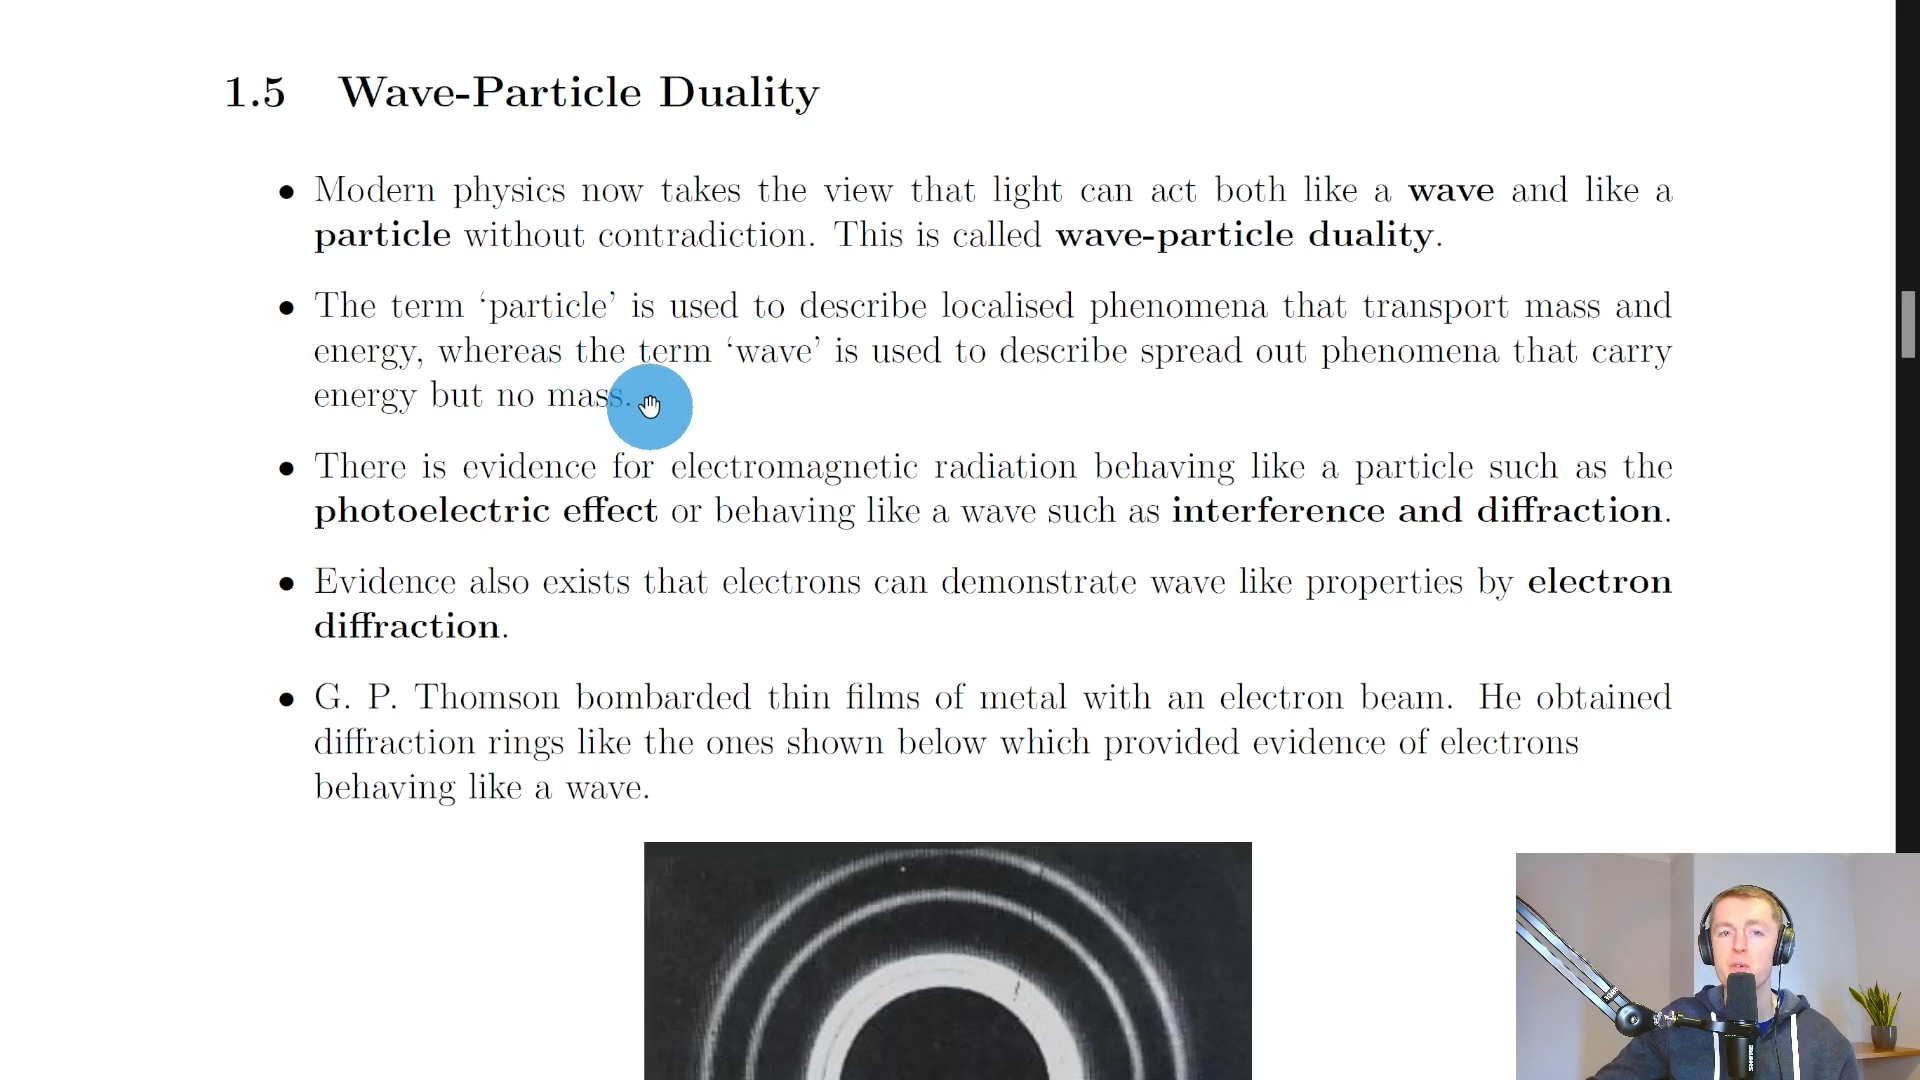 1.5 Wave-Particle Duality
• Modern physics now takes the view that light can act both like a wave and like a
particle without contradiction. This is called wave-particle duality.
• The term ‘particle’ is used to describe localised phenomena that transport mass and
energy, whereas the term ‘wave’ is used to describe spread out phenomena that carry
energy but no mass.
• There is evidence for electromagnetic radiation behaving like a particle such as the
photoelectric effect or behaving like a wave such as interference and diffraction.
• Evidence also exists that electrons can demonstrate wave like properties by electron
diffraction.
• G. P. Thomson bombarded thin films of metal with an electron beam. He obtained
diffraction rings like the ones shown below which provided evidence of electrons
behaving like a wave.